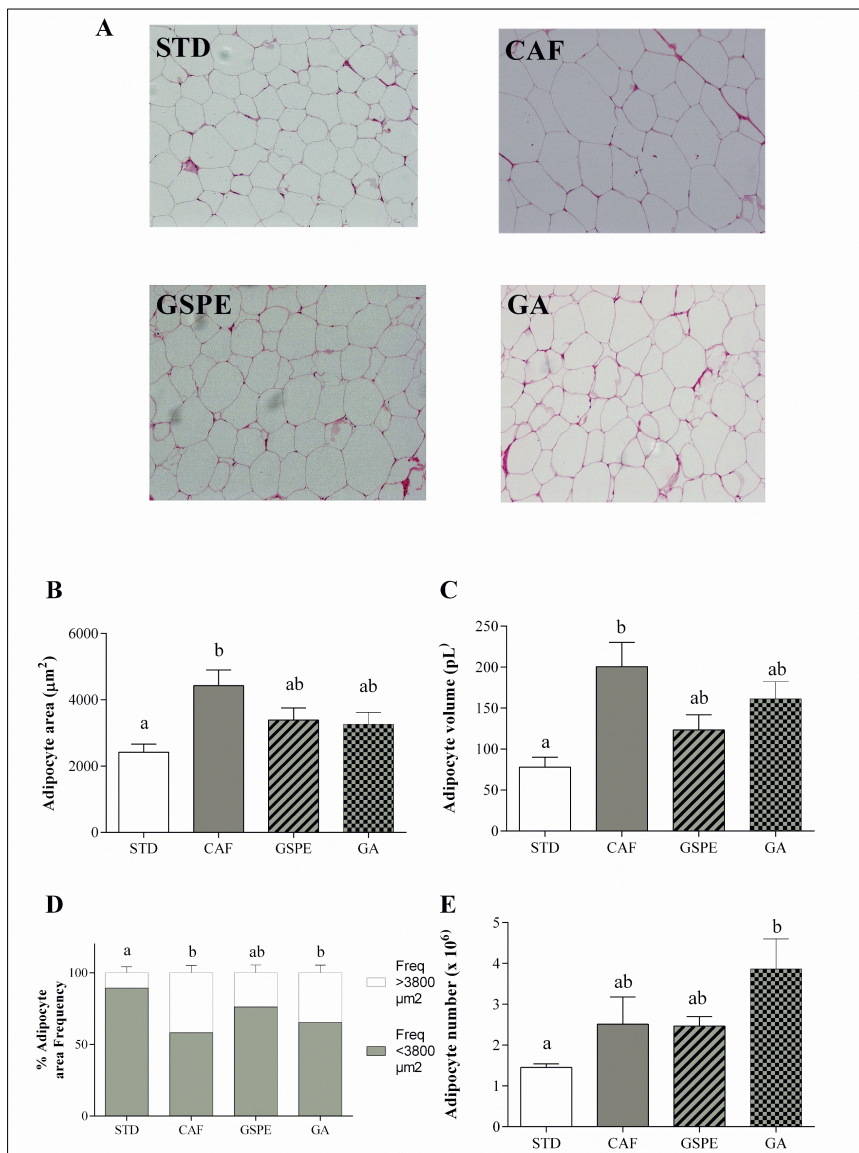 A
STD
CAF
GSPE
GA
B
Adipocyte area (µm²)
6000
4000
2000
0
a
b
ab
ab
STD
CAF
GSPE
GA
C
Adipocyte volume (pL)
250
200
150
100
50
0
a
b
ab
ab
STD
CAF
GSPE
GA
D
% Adipocyte
area Frequency
100
50
0
a
b
ab
b
STD
CAF
GSPE
GA
Freq
>3800
µm2
Freq
<3800
µm2
E
Adipocyte number (x 10⁶)
5
4
3
2
1
0
a
ab
ab
b
STD
CAF
GSPE
GA